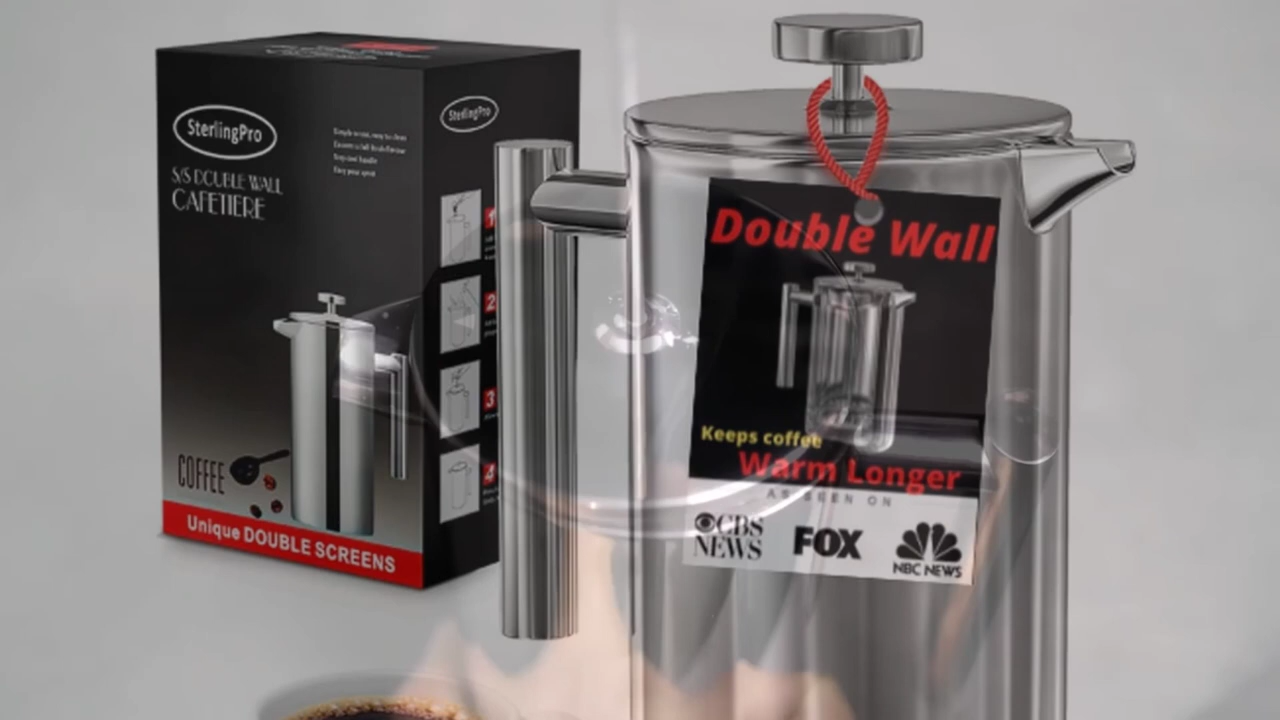 SterlingPro
S/S DOUBLE WALL
CAFETIERE
COFFEE
Unique DOUBLE SCREENS
SterlingPro
1
2
3
4
Double Wall
Keeps coffee
Warm Longer
AS SEEN ON
CBS
NEWS
FOX
NBC NEWS